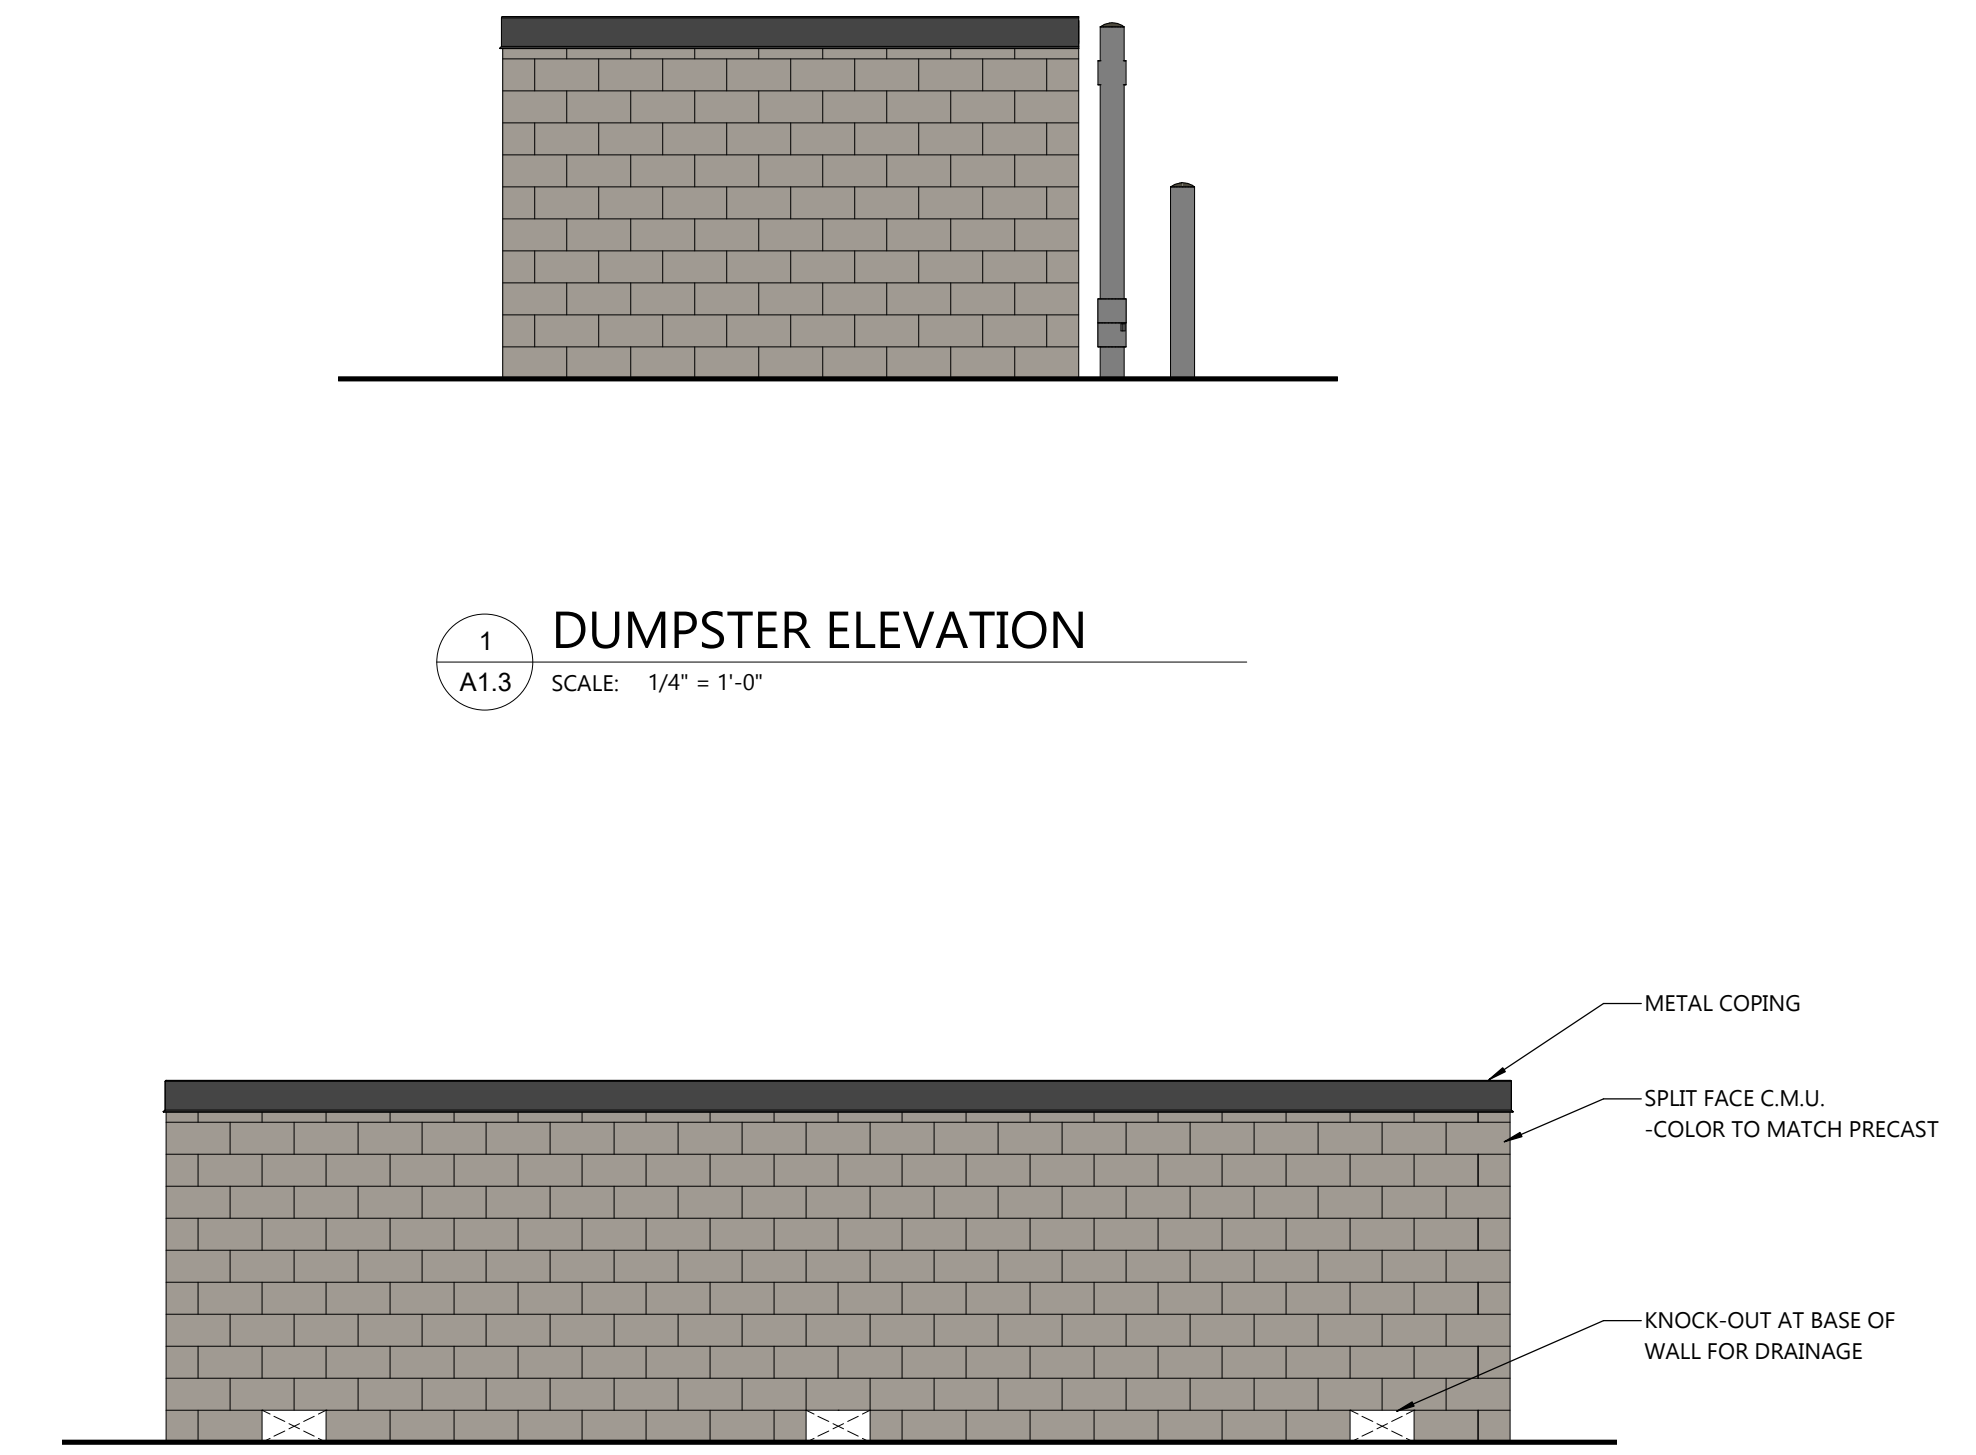 1
DUMPSTER ELEVATION
A1.3
SCALE: 1/4" = 1'-0"
METAL COPING
SPLIT FACE C.M.U.
-COLOR TO MATCH PRECAST
KNOCK-OUT AT BASE OF
WALL FOR DRAINAGE